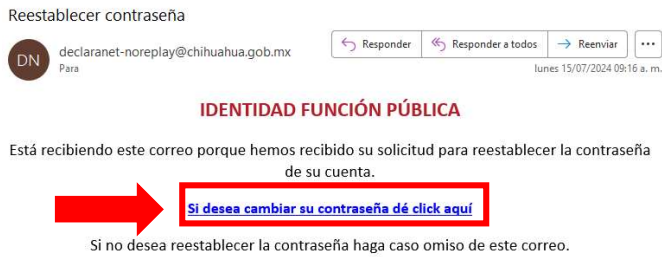 Reestablecer contraseña
DN
declaranet-noreplay@chihuahua.gob.mx
Para
Responder
Responder a todos
Reenviar
lunes 15/07/2024 09:16 a. m.
IDENTIDAD FUNCIÓN PÚBLICA
Está recibiendo este correo porque hemos recibido su solicitud para reestablecer la contraseña
de su cuenta.
Si desea cambiar su contraseña dé click aquí
Si no desea reestablecer la contraseña haga caso omiso de este correo.